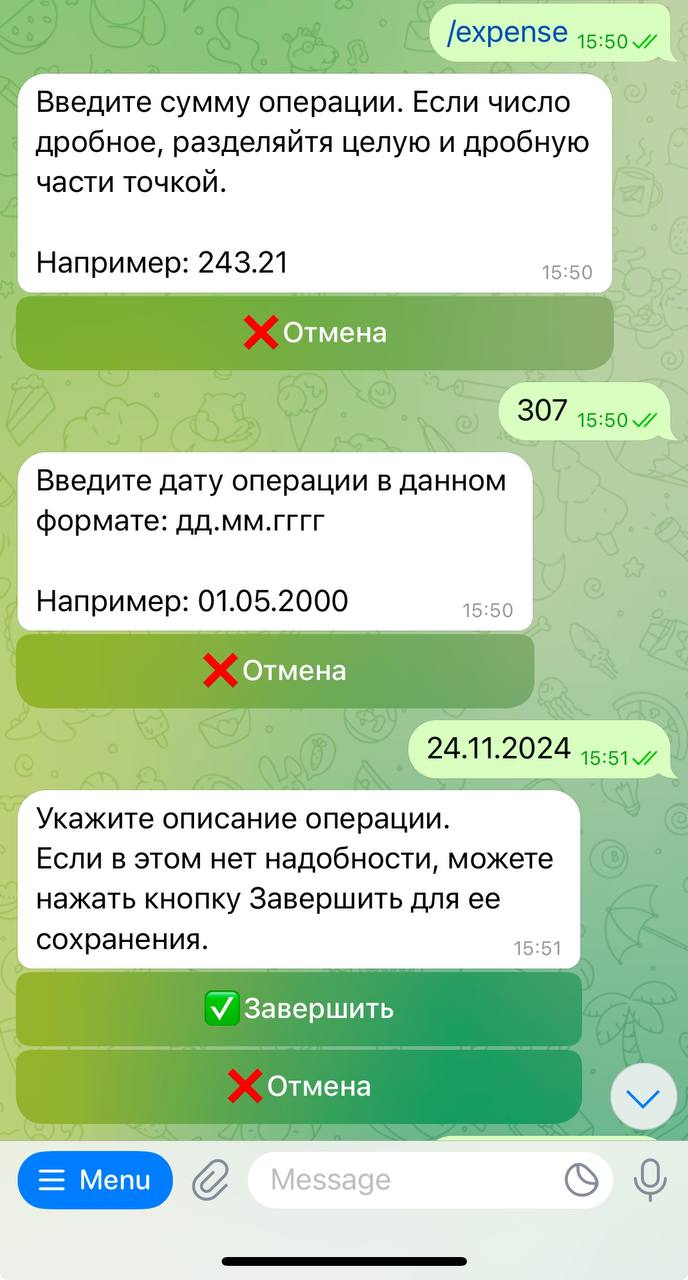 /expense 15:50
Введите сумму операции. Если число
дробное, разделяйтя целую и дробную
части точкой.
Например: 243.21 15:50
❌Отмена
307 15:50
Введите дату операции в данном
формате: дд.мм.гггг
Например: 01.05.2000 15:50
❌Отмена
24.11.2024 15:51
Укажите описание операции.
Если в этом нет надобности, можете
нажать кнопку Завершить для ее
сохранения. 15:51
✅Завершить
❌Отмена
Menu Message